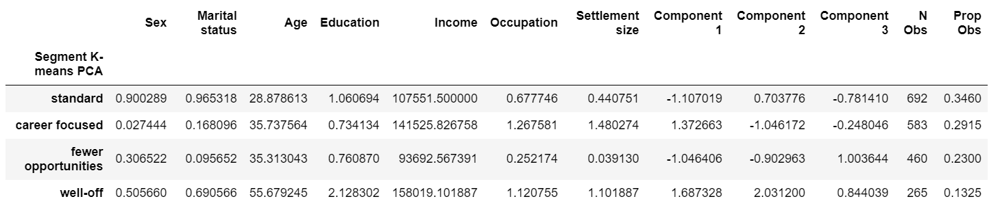 Sex Marital status Age Education Income Occupation Settlement size Component 1 Component 2 Component 3 N Obs Prop Obs
Segment K-means PCA
standard 0.900289 0.965318 28.878613 1.060694 107551.500000 0.677746 0.440751 -1.107019 0.703776 -0.781410 692 0.3460
career focused 0.027444 0.168096 35.737564 0.734134 141525.826758 1.267581 1.480274 1.372663 -1.046172 -0.248046 583 0.2915
fewer opportunities 0.306522 0.095652 35.313043 0.760870 93692.567391 0.252174 0.039130 -1.046406 -0.902963 1.003644 460 0.2300
well-off 0.505660 0.690566 55.679245 2.128302 158019.101887 1.120755 1.101887 1.687328 2.031200 0.844039 265 0.1325